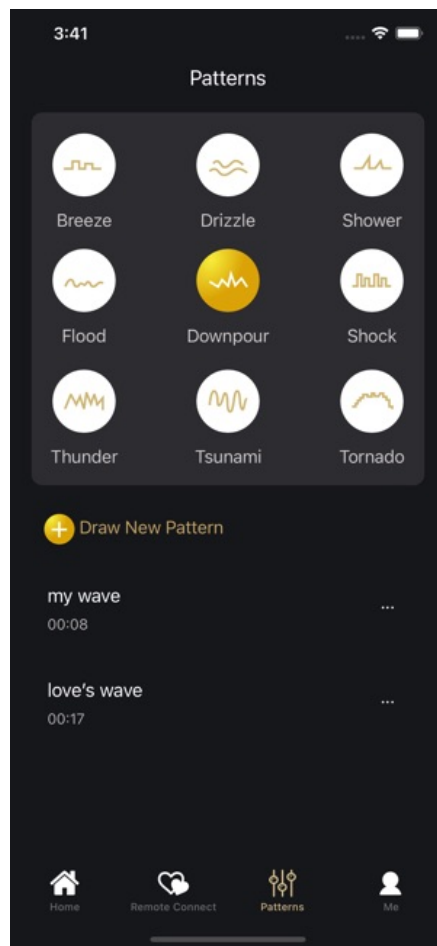 3:41
Patterns
Breeze Drizzle Shower
Flood Downpour Shock
Thunder Tsunami Tornado
Draw New Pattern
my wave
00:08
love's wave
00:17
Home Remote Connect Patterns Me